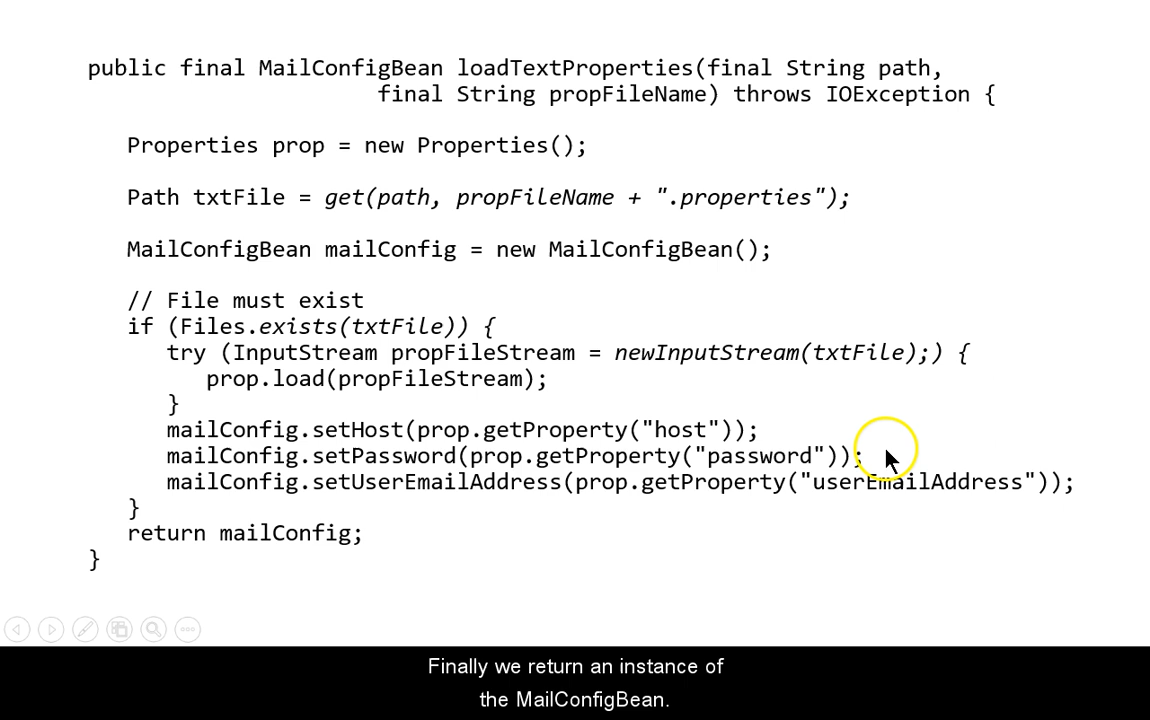 public final MailConfigBean loadTextProperties(final String path,
final String propFileName) throws IOException {
Properties prop = new Properties();
Path txtFile = get(path, propFileName + ".properties");
MailConfigBean mailConfig = new MailConfigBean();
// File must exist
if (Files.exists(txtFile)) {
try (InputStream propFileStream = newInputStream(txtFile);) {
prop.load(propFileStream);
}
mailConfig.setHost(prop.getProperty("host"));
mailConfig.setPassword(prop.getProperty("password"));
mailConfig.setUserEmailAddress(prop.getProperty("userEmailAddress"));
}
return mailConfig;
}
Finally we return an instance of
the MailConfigBean.